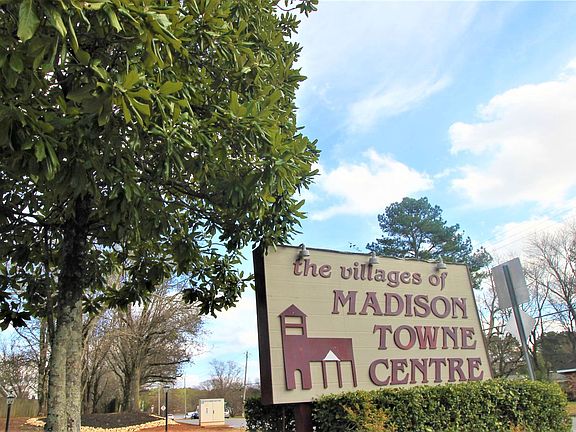 the villages of
MADISON
TOWNE
CENTRE